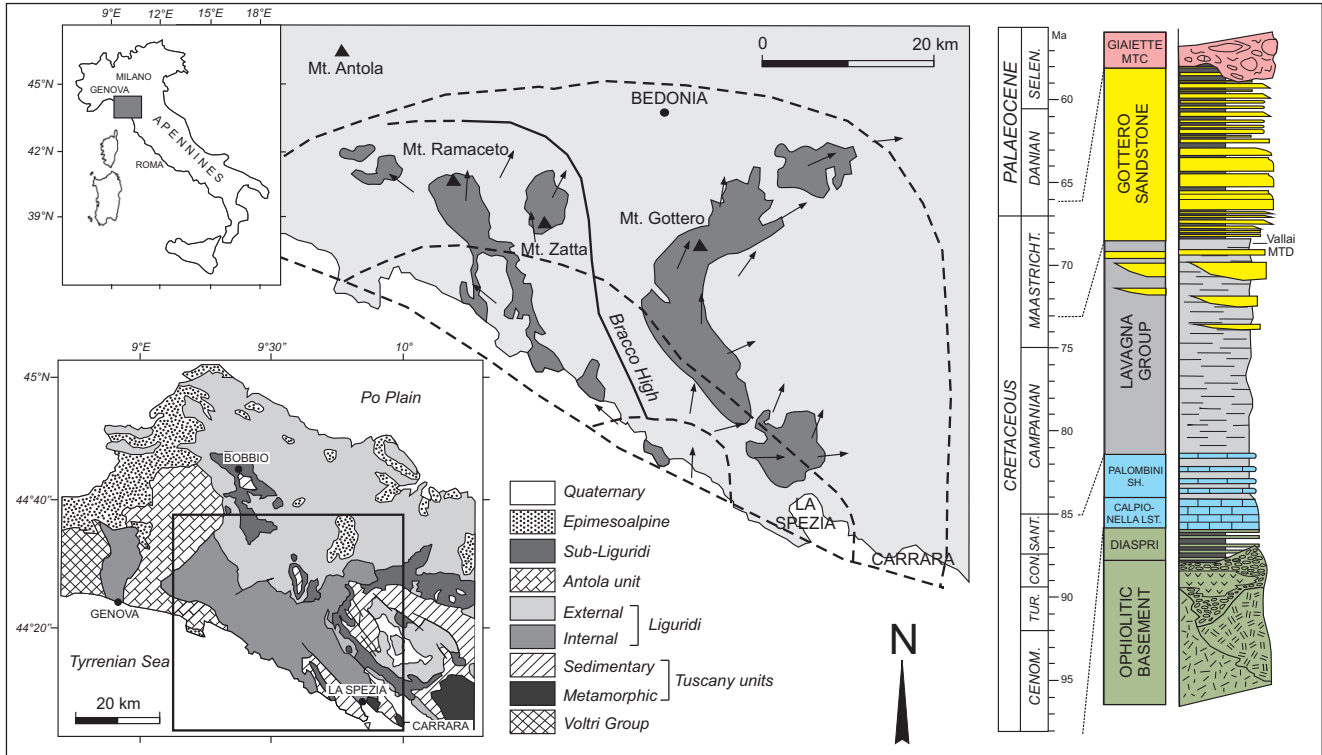 6°E
9°E
12°E
15°E
18°E
45°N
42°N
39°N
MILANO
GENOVA
APENNINES
ROMA
Mt. Antola
0
20 km
BEDONIA
Mt. Ramaceto
Mt. Zatta
Mt. Gottero
Bracco High
LA
SPEZIA
CARRARA
N
9°E
9°30"
10°
45°N
44°40"
44°20"
Po Plain
BOBBIO
GENOVA
Tyrrenian Sea
LA SPEZIA
CARRARA
20 km
Quaternary
Epimesoalpine
Sub-Liguridi
Antola unit
External
Internal
Liguridi
Sedimentary
Metamorphic
Tuscany units
Voltri Group
PALAEOCENE
CRETACEOUS
SELEN.
DANIAN
MAASTRICHT.
CAMPANIAN
SANT.
CON.
TUR.
CENOM.
Ma
60
65
70
75
80
85
90
95
GIAIETTE
MTC
GOTTERO
SANDSTONE
LAVAGNA
GROUP
PALOMBINI
SH.
CALPIO-
NELLA LST.
DIASPRI
OPHIOLITIC
BASEMENT
Vallai
MTD